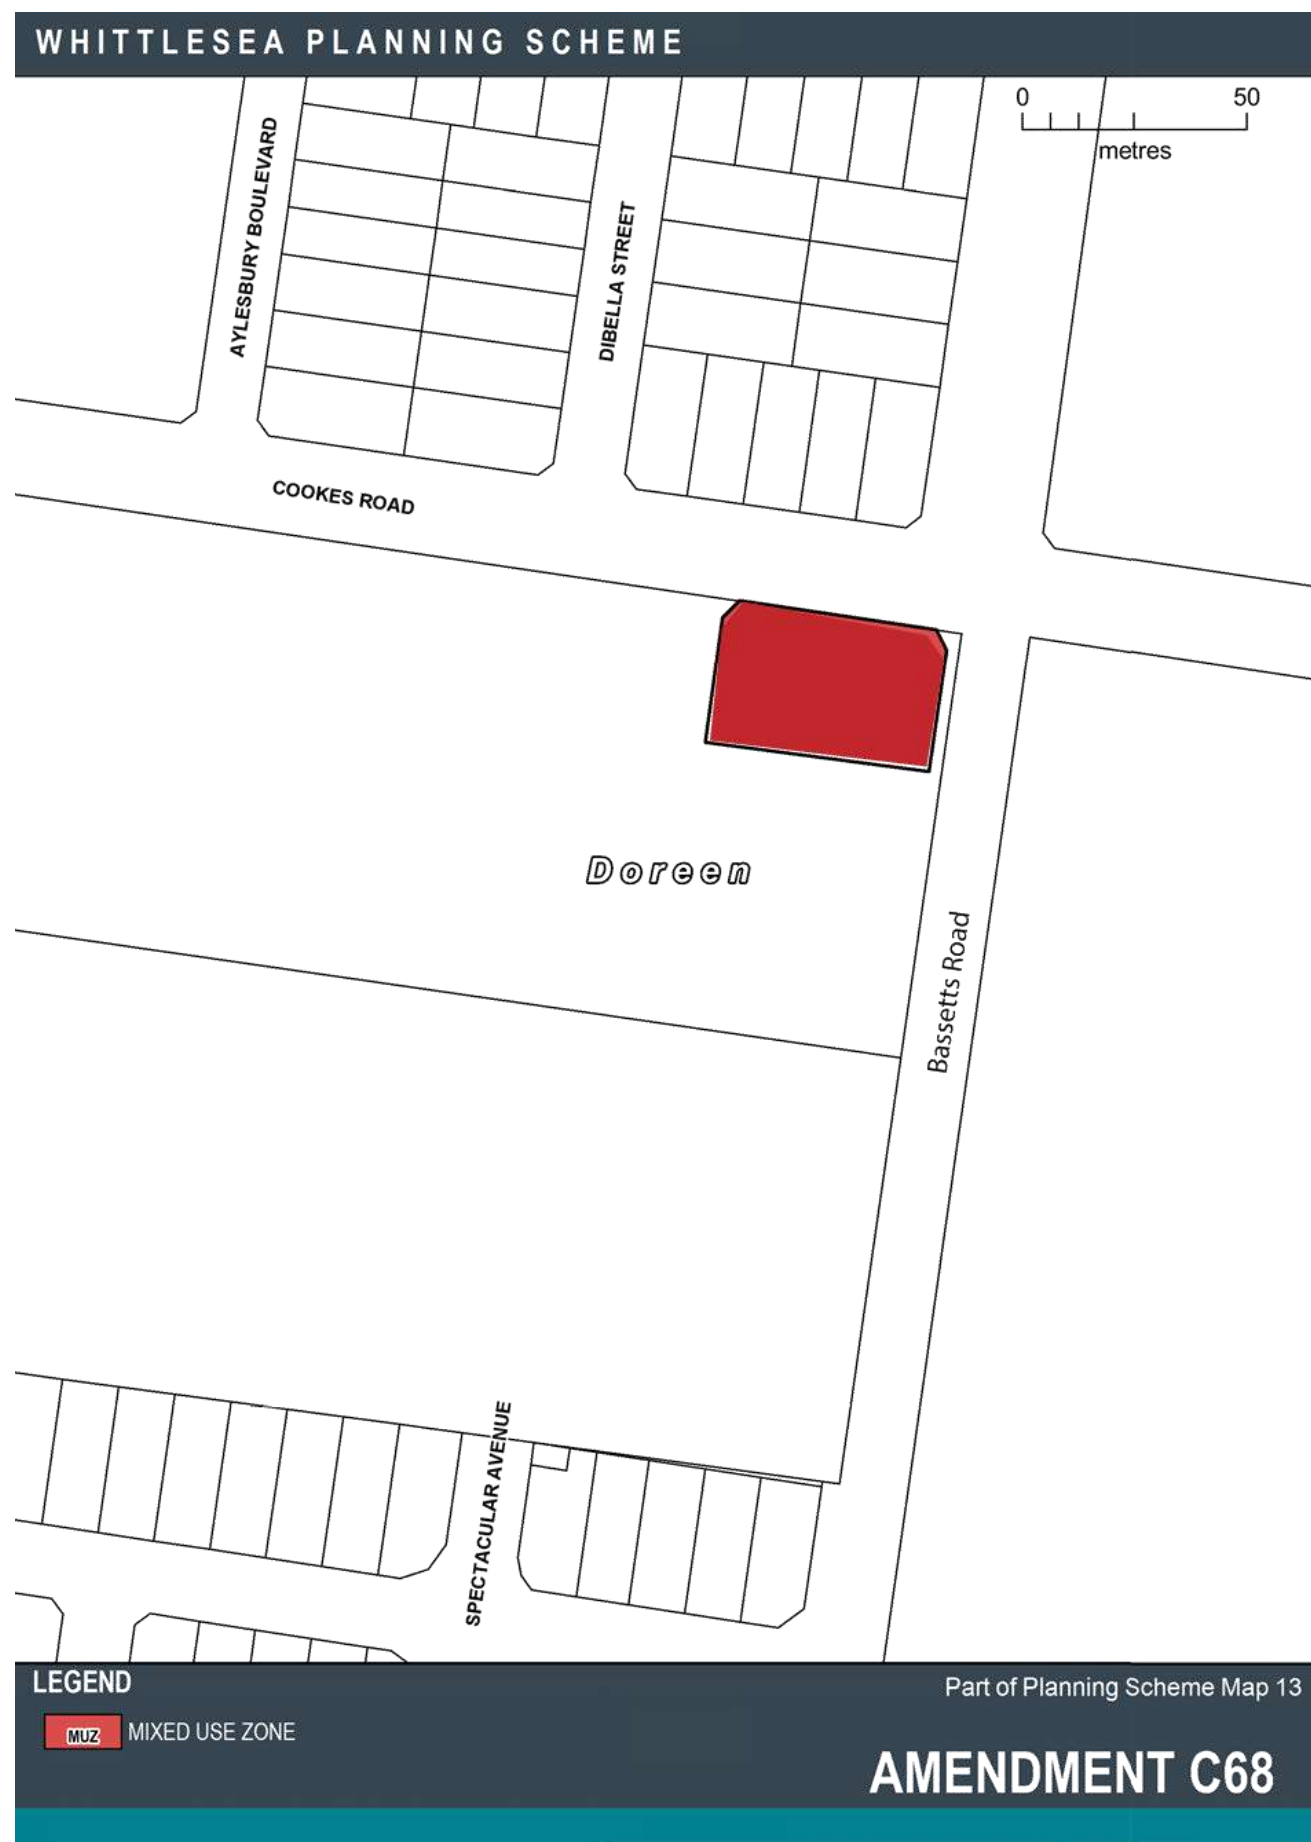 WHITTLESEA PLANNING SCHEME
0 50
metres
AYLESBURY BOULEVARD
DIBELLA STREET
COOKES ROAD
Doreen
Bassetts Road
SPECTACULAR AVENUE
LEGEND
Part of Planning Scheme Map 13
MUZ MIXED USE ZONE
AMENDMENT C68